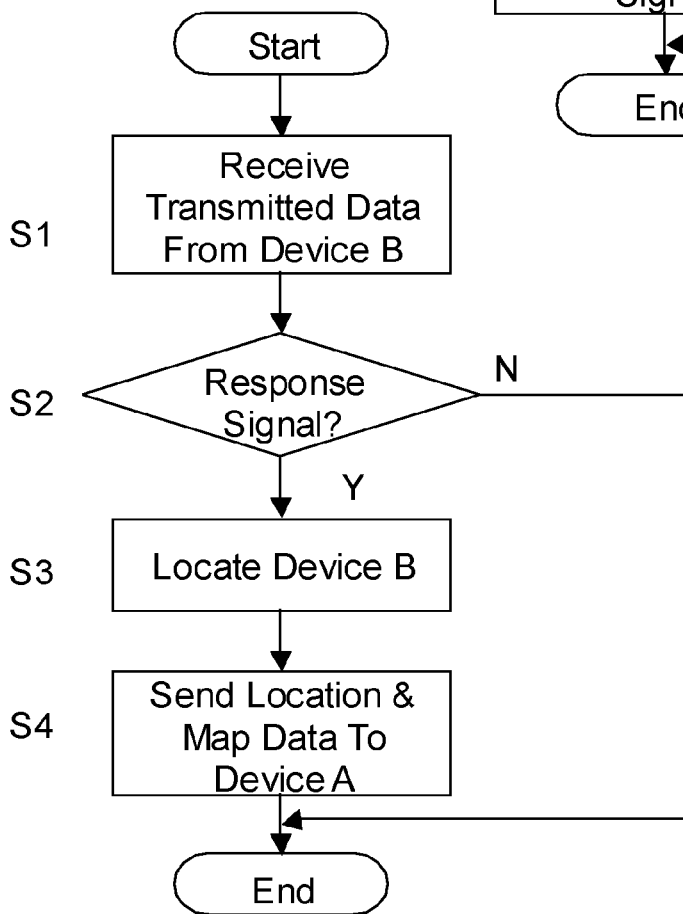 Start
S1
Receive
Transmitted Data
From Device B
S2
Response
Signal?
N
Y
S3
Locate Device B
S4
Send Location &
Map Data To
Device A
End